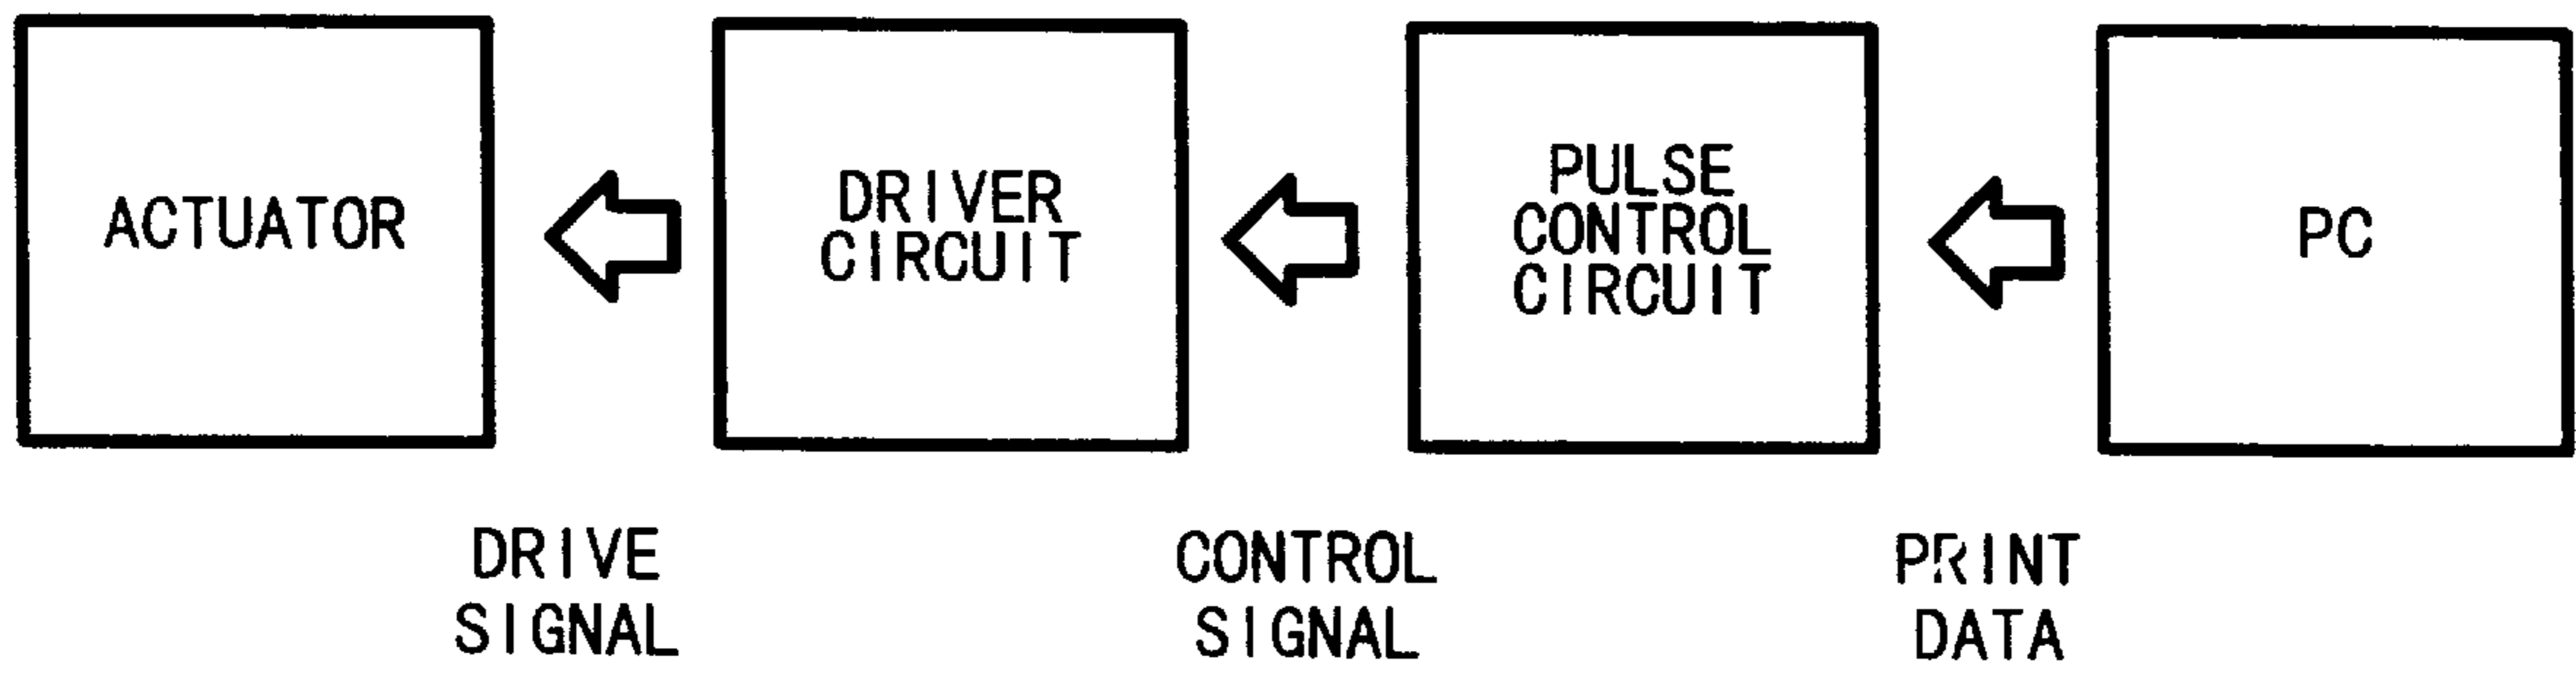 ACTUATOR
DRIVER
CIRCUIT
PULSE
CONTROL
CIRCUIT
PC
DRIVE
SIGNAL
CONTROL
SIGNAL
PRINT
DATA